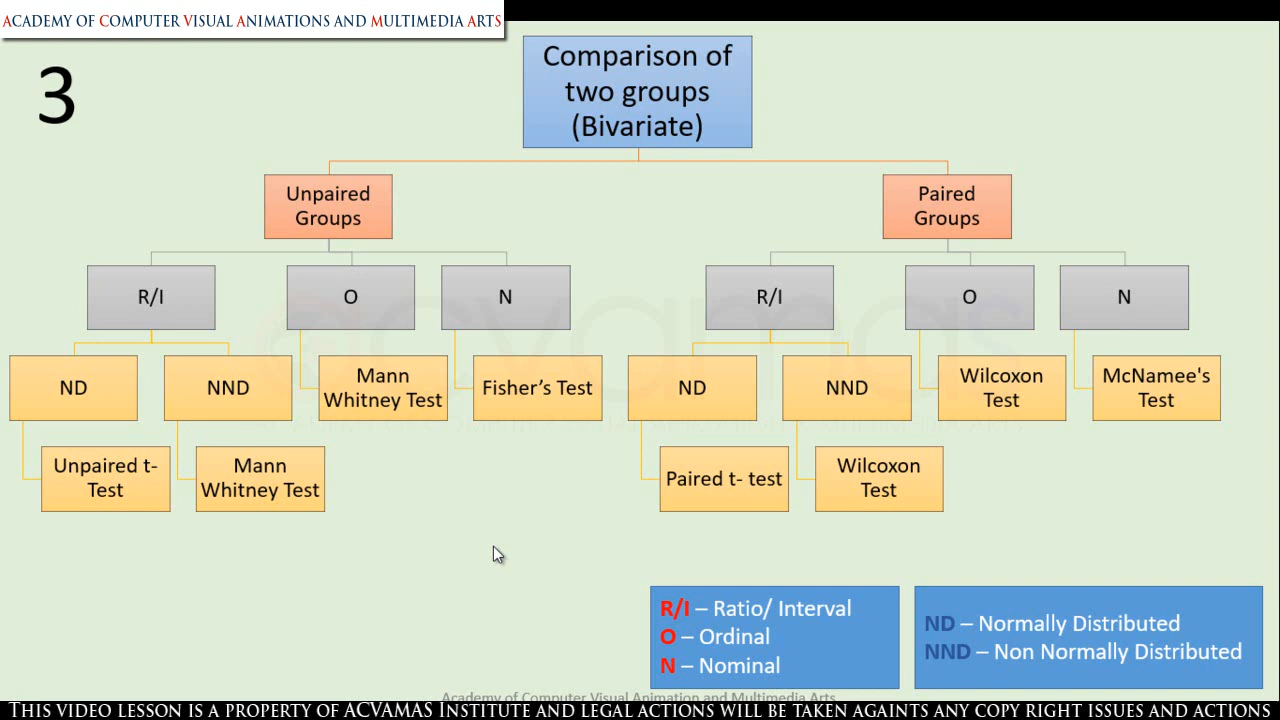 ACADEMY OF COMPUTER VISUAL ANIMATIONS AND MULTIMEDIA ARTS
3
Comparison of
two groups
(Bivariate)
Unpaired
Groups
Paired
Groups
R/I
O
N
R/I
O
N
ND
NND
Mann
Whitney Test
Fisher’s Test
ND
NND
Wilcoxon
Test
McNamee's
Test
Unpaired t-
Test
Mann
Whitney Test
Paired t- test
Wilcoxon
Test
R/I – Ratio/ Interval
O – Ordinal
N – Nominal
ND – Normally Distributed
NND – Non Normally Distributed
acvamas
Academy of Computer Visual Animation and Multimedia Arts
THIS VIDEO LESSON IS A PROPERTY OF ACVAMAS INSTITUTE AND LEGAL ACTIONS WILL BE TAKEN AGAINTS ANY COPY RIGHT ISSUES AND ACTIONS